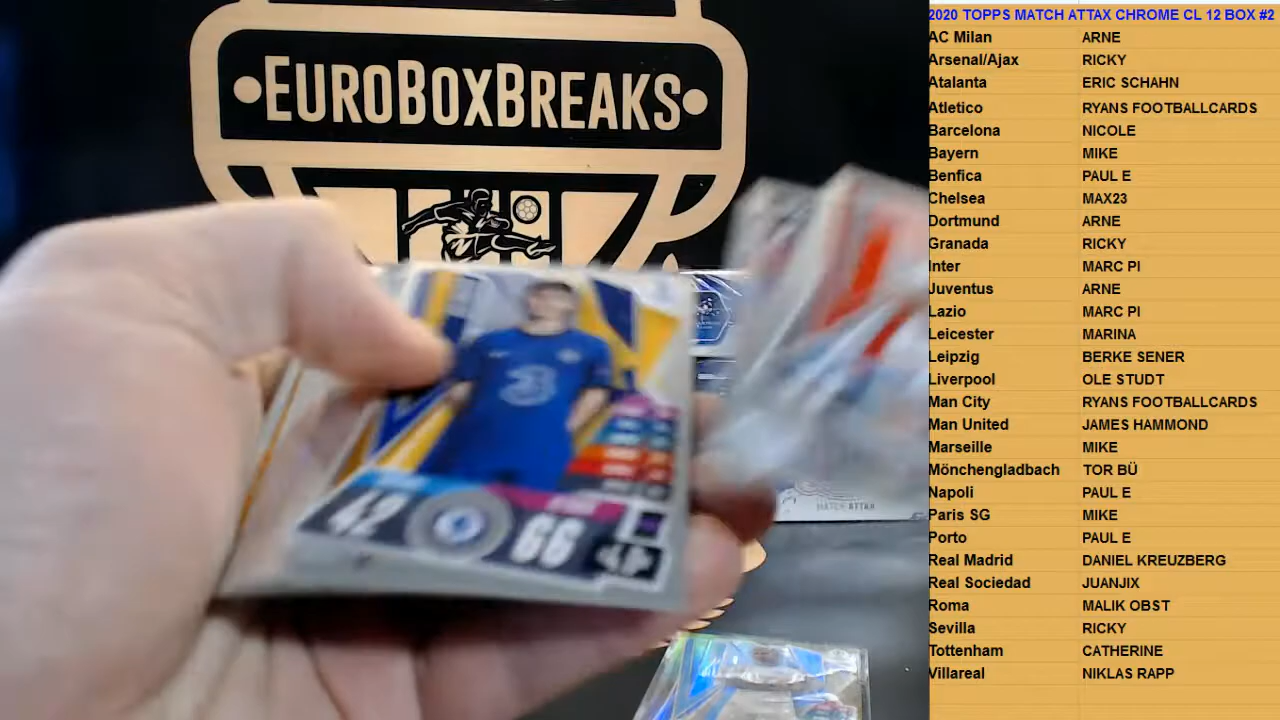 •EUROBOXBREAKS•
MATCH ATTAX
42
66
2020 TOPPS MATCH ATTAX CHROME CL 12 BOX #2
AC Milan ARNE
Arsenal/Ajax RICKY
Atalanta ERIC SCHAHN
Atletico RYANS FOOTBALLCARDS
Barcelona NICOLE
Bayern MIKE
Benfica PAUL E
Chelsea MAX23
Dortmund ARNE
Granada RICKY
Inter MARC PI
Juventus ARNE
Lazio MARC PI
Leicester MARINA
Leipzig BERKE SENER
Liverpool OLE STUDT
Man City RYANS FOOTBALLCARDS
Man United JAMES HAMMOND
Marseille MIKE
Mönchengladbach TOR BÜ
Napoli PAUL E
Paris SG MIKE
Porto PAUL E
Real Madrid DANIEL KREUZBERG
Real Sociedad JUANJIX
Roma MALIK OBST
Sevilla RICKY
Tottenham CATHERINE
Villareal NIKLAS RAPP